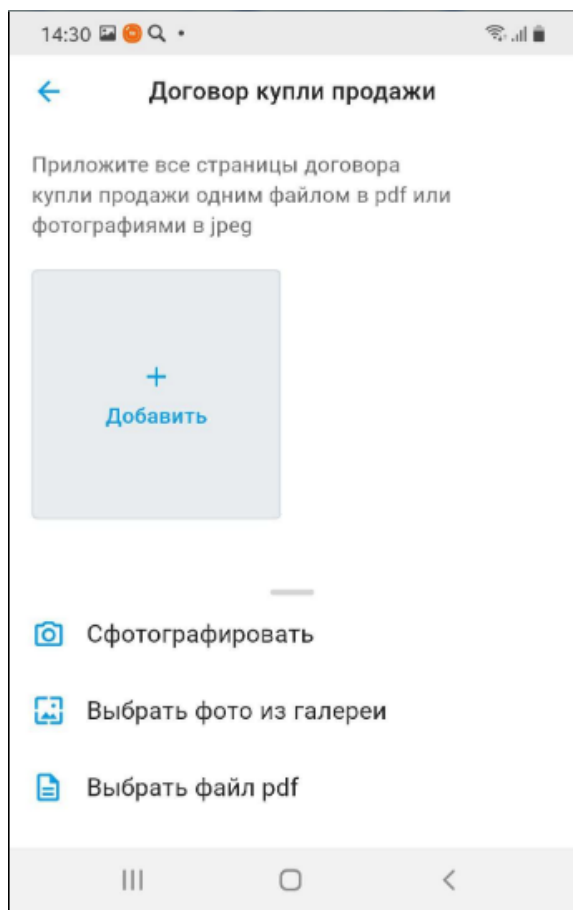 14:30
Договор купли продажи
Приложите все страницы договора
купли продажи одним файлом в pdf или
фотографиями в jpeg
+
Добавить
Сфотографировать
Выбрать фото из галереи
Выбрать файл pdf